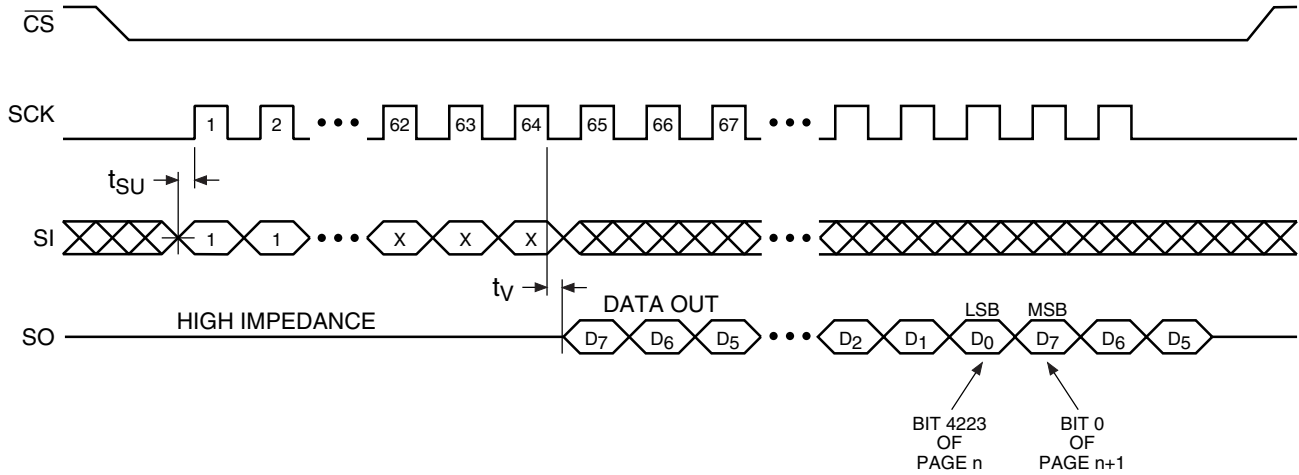 CS
SCK
1 2 ••• 62 63 64 65 66 67 •••
tSU
SI
1 1 ••• X X X •••
tV
DATA OUT
LSB MSB
HIGH IMPEDANCE
SO
D7 D6 D5 ••• D2 D1 D0 D7 D6 D5
BIT 4223
OF
PAGE n
BIT 0
OF
PAGE n+1